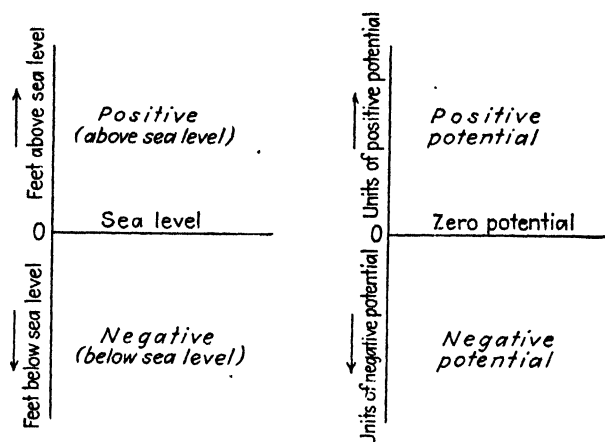 Feet above sea level
Positive
(above sea level)
Sea level
0
Feet below sea level
Negative
(below sea level)
Units of positive potential
Positive
potential
Zero potential
0
Units of negative potential
Negative
potential